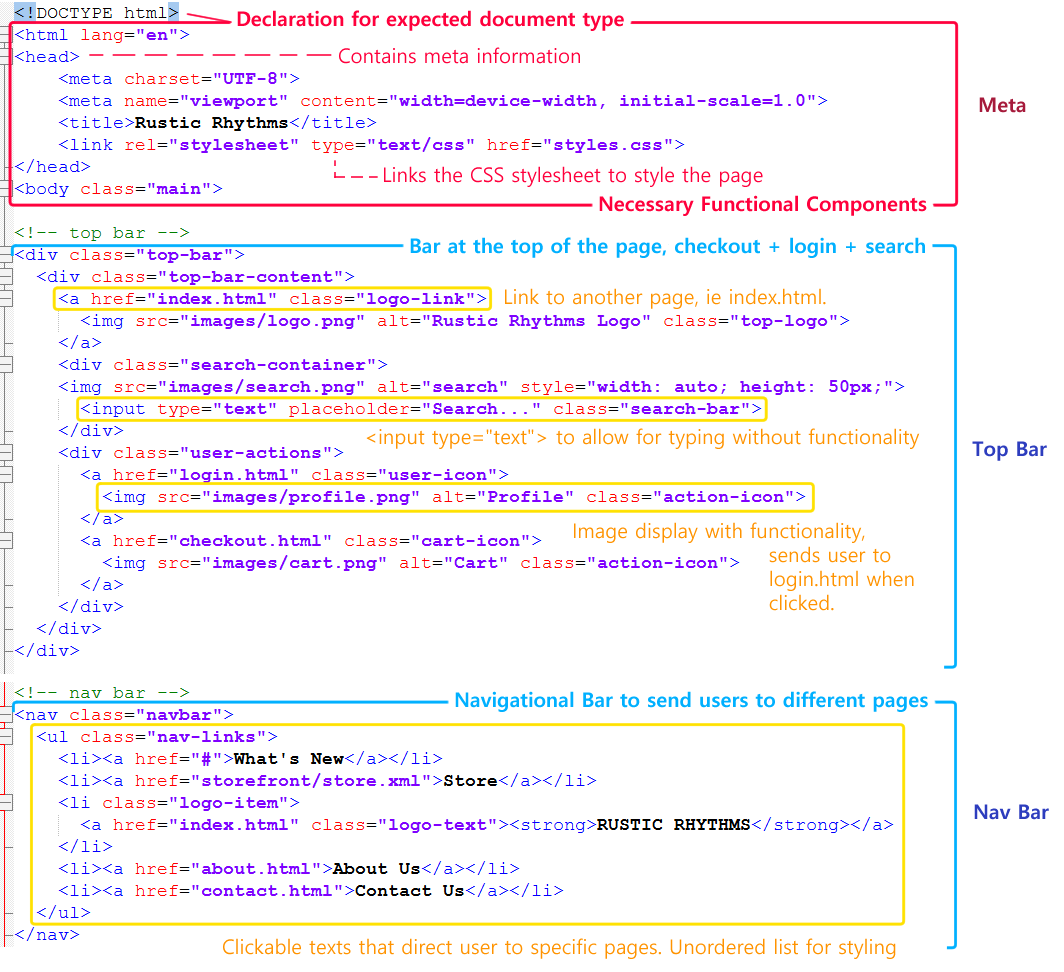 <!DOCTYPE html>
Declaration for expected document type
<html lang="en">
<head>
Contains meta information
<meta charset="UTF-8">
<meta name="viewport" content="width=device-width, initial-scale=1.0">
Meta
<title>Rustic Rhythms</title>
<link rel="stylesheet" type="text/css" href="styles.css">
</head>
Links the CSS stylesheet to style the page
<body class="main">
Necessary Functional Components
<!-- top bar -->
Bar at the top of the page, checkout + login + search
<div class="top-bar">
<div class="top-bar-content">
<a href="index.html" class="logo-link">
Link to another page, ie index.html.
<img src="images/logo.png" alt="Rustic Rhythms Logo" class="top-logo">
</a>
<div class="search-container">
<img src="images/search.png" alt="search" style="width: auto; height: 50px;">
<input type="text" placeholder="Search..." class="search-bar">
</div>
<input type="text"> to allow for typing without functionality
<div class="user-actions">
Top Bar
<a href="login.html" class="user-icon">
<img src="images/profile.png" alt="Profile" class="action-icon">
</a>
Image display with functionality,
sends user to
login.html when
clicked.
<a href="checkout.html" class="cart-icon">
<img src="images/cart.png" alt="Cart" class="action-icon">
</a>
</div>
</div>
</div>
<!-- nav bar -->
Navigational Bar to send users to different pages
<nav class="navbar">
<ul class="nav-links">
<li><a href="#">What's New</a></li>
<li><a href="storefront/store.xml">Store</a></li>
<li class="logo-item">
Nav Bar
<a href="index.html" class="logo-text"><strong>RUSTIC RHYTHMS</strong></a>
</li>
<li><a href="about.html">About Us</a></li>
<li><a href="contact.html">Contact Us</a></li>
</ul>
</nav>
Clickable texts that direct user to specific pages. Unordered list for styling